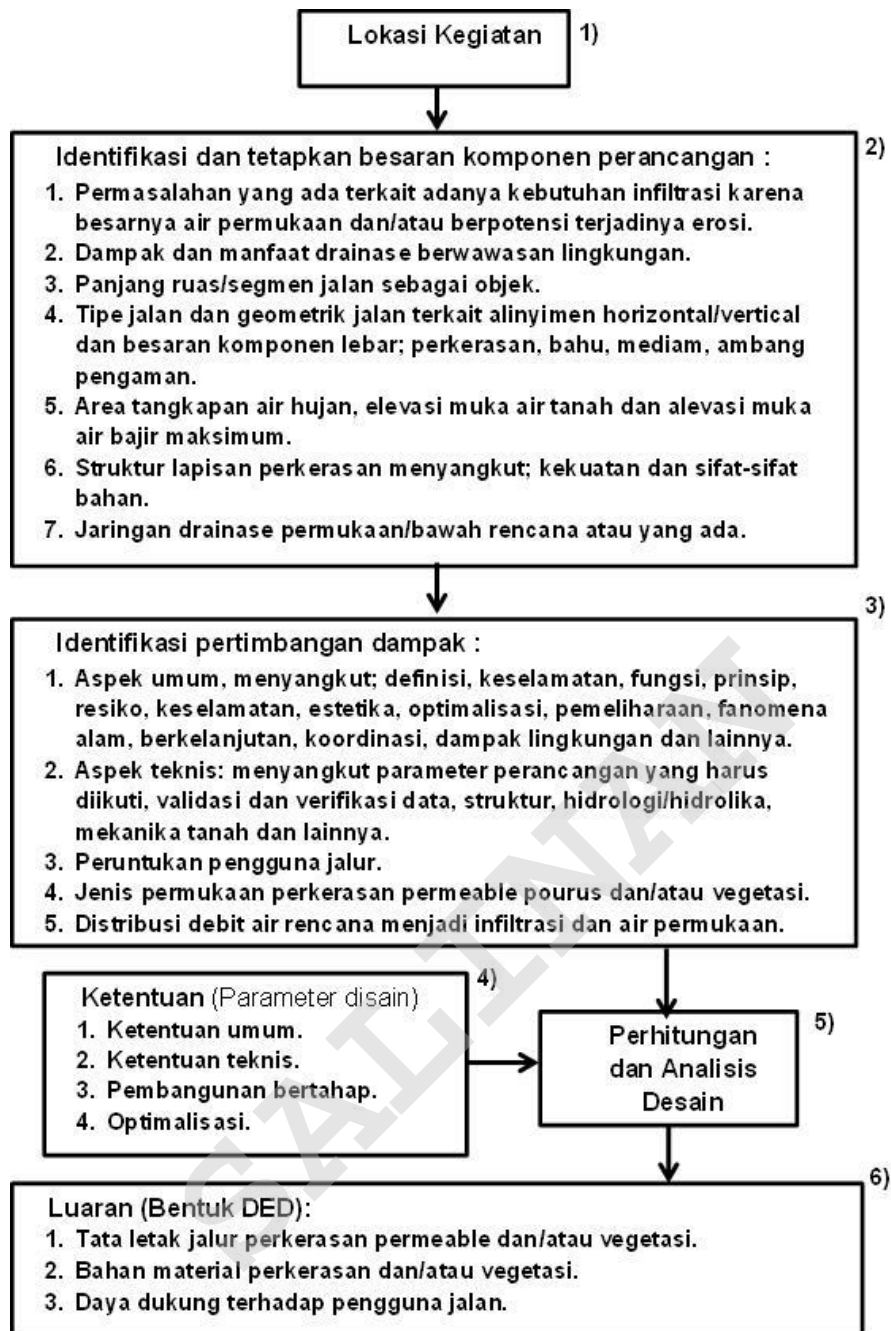 Lokasi Kegiatan
1)
Identifikasi dan tetapkan besaran komponen perancangan :
2)
1. Permasalahan yang ada terkait adanya kebutuhan infiltrasi karena
besarnya air permukaan dan/atau berpotensi terjadinya erosi.
2. Dampak dan manfaat drainase berwawasan lingkungan.
3. Panjang ruas/segmen jalan sebagai objek.
4. Tipe jalan dan geometrik jalan terkait alinyimen horizontal/vertical
dan besaran komponen lebar; perkerasan, bahu, mediam, ambang
pengaman.
5. Area tangkapan air hujan, elevasi muka air tanah dan alevasi muka
air bajir maksimum.
6. Struktur lapisan perkerasan menyangkut; kekuatan dan sifat-sifat
bahan.
7. Jaringan drainase permukaan/bawah rencana atau yang ada.
3)
Identifikasi pertimbangan dampak :
1. Aspek umum, menyangkut; definisi, keselamatan, fungsi, prinsip,
resiko, keselamatan, estetika, optimalisasi, pemeliharaan, fanomena
alam, berkelanjutan, koordinasi, dampak lingkungan dan lainnya.
2. Aspek teknis: menyangkut parameter perancangan yang harus
diikuti, validasi dan verifikasi data, struktur, hidrologi/hidrolika,
mekanika tanah dan lainnya.
3. Peruntukan pengguna jalur.
4. Jenis permukaan perkerasan permeable pourus dan/atau vegetasi.
5. Distribusi debit air rencana menjadi infiltrasi dan air permukaan.
4)
Ketentuan (Parameter disain)
1. Ketentuan umum.
2. Ketentuan teknis.
3. Pembangunan bertahap.
4. Optimalisasi.
5)
Perhitungan
dan Analisis
Desain
6)
Luaran (Bentuk DED):
1. Tata letak jalur perkerasan permeable dan/atau vegetasi.
2. Bahan material perkerasan dan/atau vegetasi.
3. Daya dukung terhadap pengguna jalan.
SALINAN